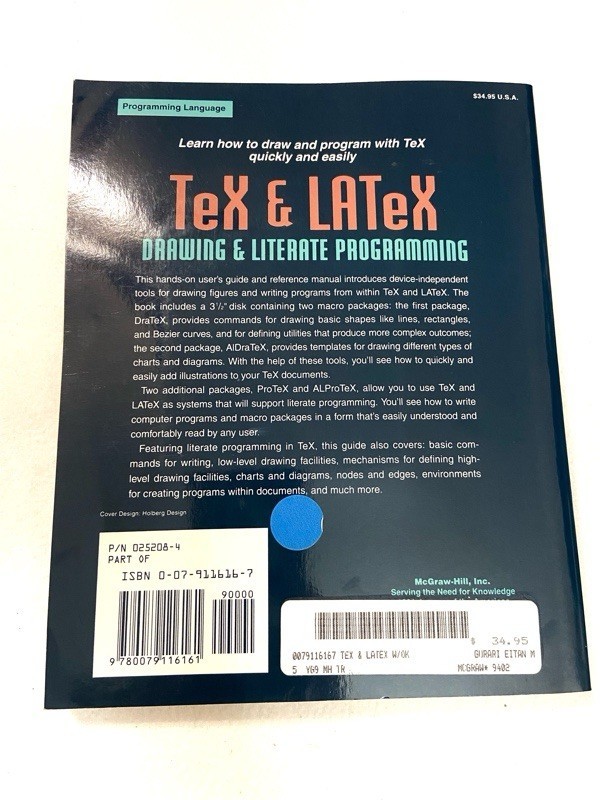 Programming Language
$34.95 U.S.A.
Learn how to draw and program with TeX
quickly and easily
TeX & LATeX
DRAWING & LITERATE PROGRAMMING
This hands-on user's guide and reference manual introduces device-independent
tools for drawing figures and writing programs from within TeX and LATeX. The
book includes a 3½" disk containing two macro packages: the first package,
DraTeX, provides commands for drawing basic shapes like lines, rectangles,
and Bezier curves, and for defining utilities that produce more complex outcomes;
the second package, AlDraTeX, provides templates for drawing different types of
charts and diagrams. With the help of these tools, you'll see how to quickly and
easily add illustrations to your TeX documents.
Two additional packages, ProTeX and ALProTeX, allow you to use TeX and
LATeX as systems that will support literate programming. You'll see how to write
computer programs and macro packages in a form that's easily understood and
comfortably read by any user.
Featuring literate programming in TeX, this guide also covers: basic com-
mands for writing, low-level drawing facilities, mechanisms for defining high-
level drawing facilities, charts and diagrams, nodes and edges, environments
for creating programs within documents, and much more.
Cover Design: Holberg Design
P/N 025208-4
PART OF
ISBN 0-07-911616-7
90000
9 780079 116161
McGraw-Hill, Inc.
Serving the Need for Knowledge
$ 34.95
0079116167 TEX & LATEX W/DK GURARI EITAN M
5 YG9 MH TR MCGRAW# 9402